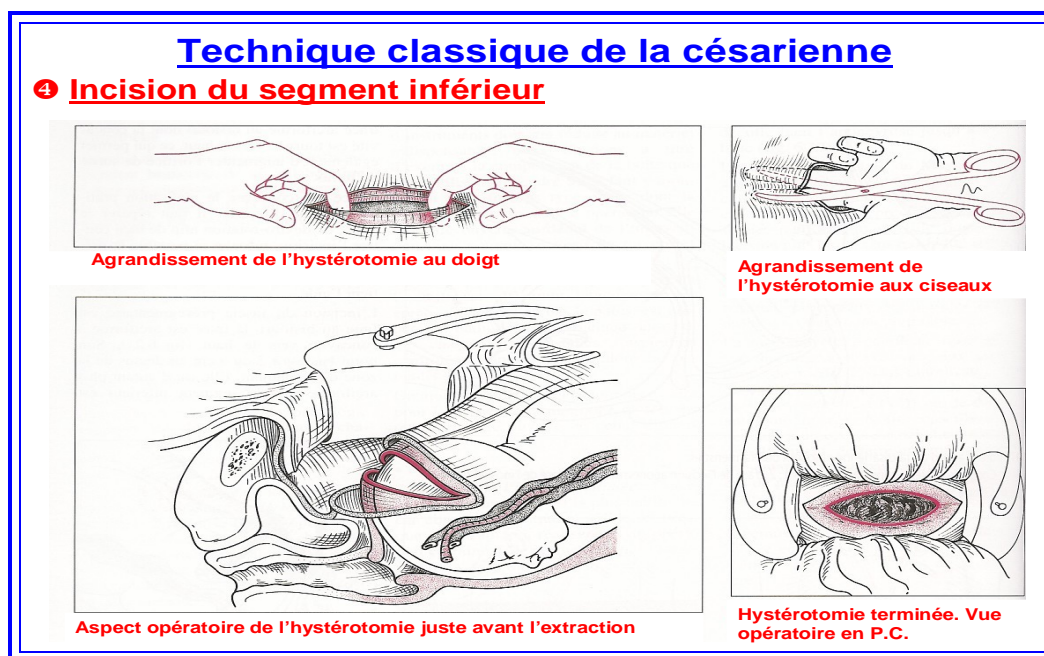 Technique classique de la césarienne
❹ Incision du segment inférieur
Agrandissement de l'hystérotomie au doigt
Agrandissement de
l'hystérotomie aux ciseaux
Aspect opératoire de l'hystérotomie juste avant l'extraction
Hystérotomie terminée. Vue
opératoire en P.C.